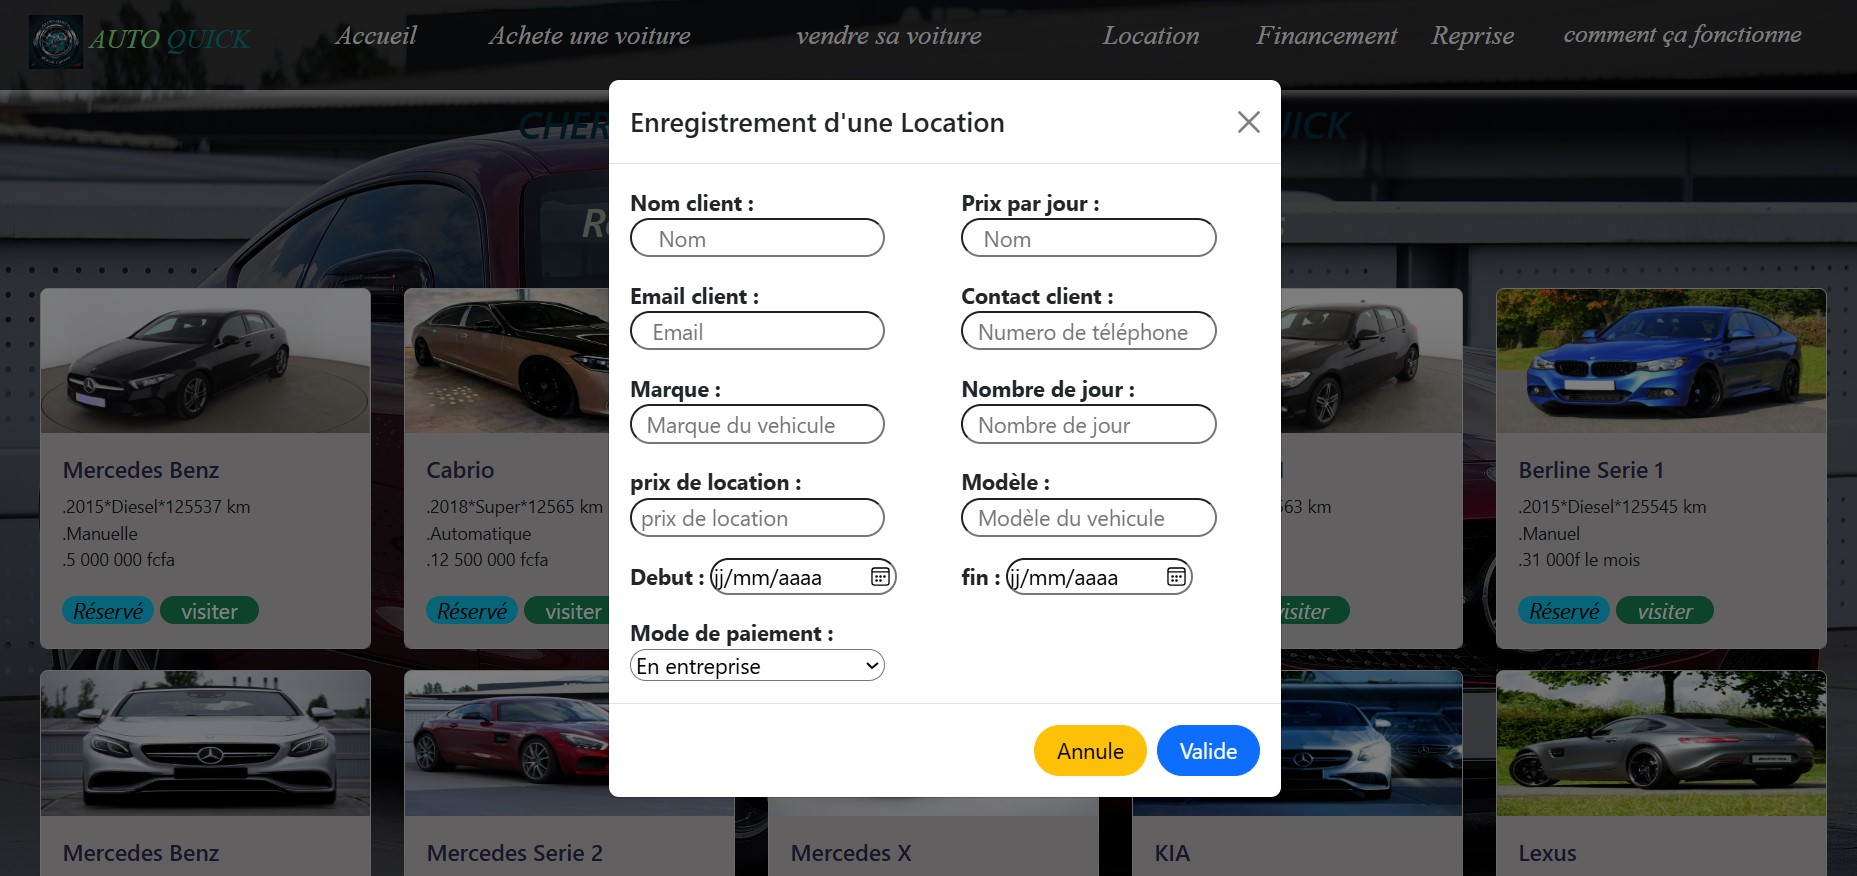 AUTO QUICK
Accueil
Achete une voiture
vendre sa voiture
Location
Financement
Reprise
comment ça fonctionne
CHER
UICK
Enregistrement d'une Location
Nom client :
Nom
Prix par jour :
Nom
Email client :
Email
Contact client :
Numero de téléphone
Marque :
Marque du vehicule
Nombre de jour :
Nombre de jour
prix de location :
prix de location
Modèle :
Modèle du vehicule
Debut : jj/mm/aaaa
fin : jj/mm/aaaa
Mode de paiement :
En entreprise
Annule
Valide
Mercedes Benz
.2015*Diesel*125537 km
.Manuelle
.5 000 000 fcfa
Réservé
visiter
Cabrio
.2018*Super*12565 km
.Automatique
.12 500 000 fcfa
Réservé
visiter
563 km
visiter
Berline Serie 1
.2015*Diesel*125545 km
.Manuel
.31 000f le mois
Réservé
visiter
Mercedes Benz
Mercedes Serie 2
Mercedes X
KIA
Lexus